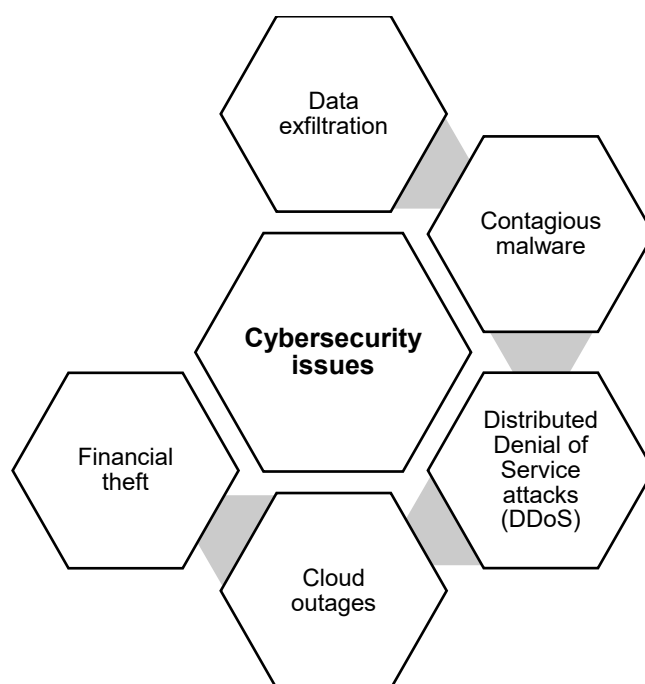 Data
exfiltration
Contagious
malware
Cybersecurity
issues
Distributed
Denial of
Service
attacks
(DDoS)
Financial
theft
Cloud
outages